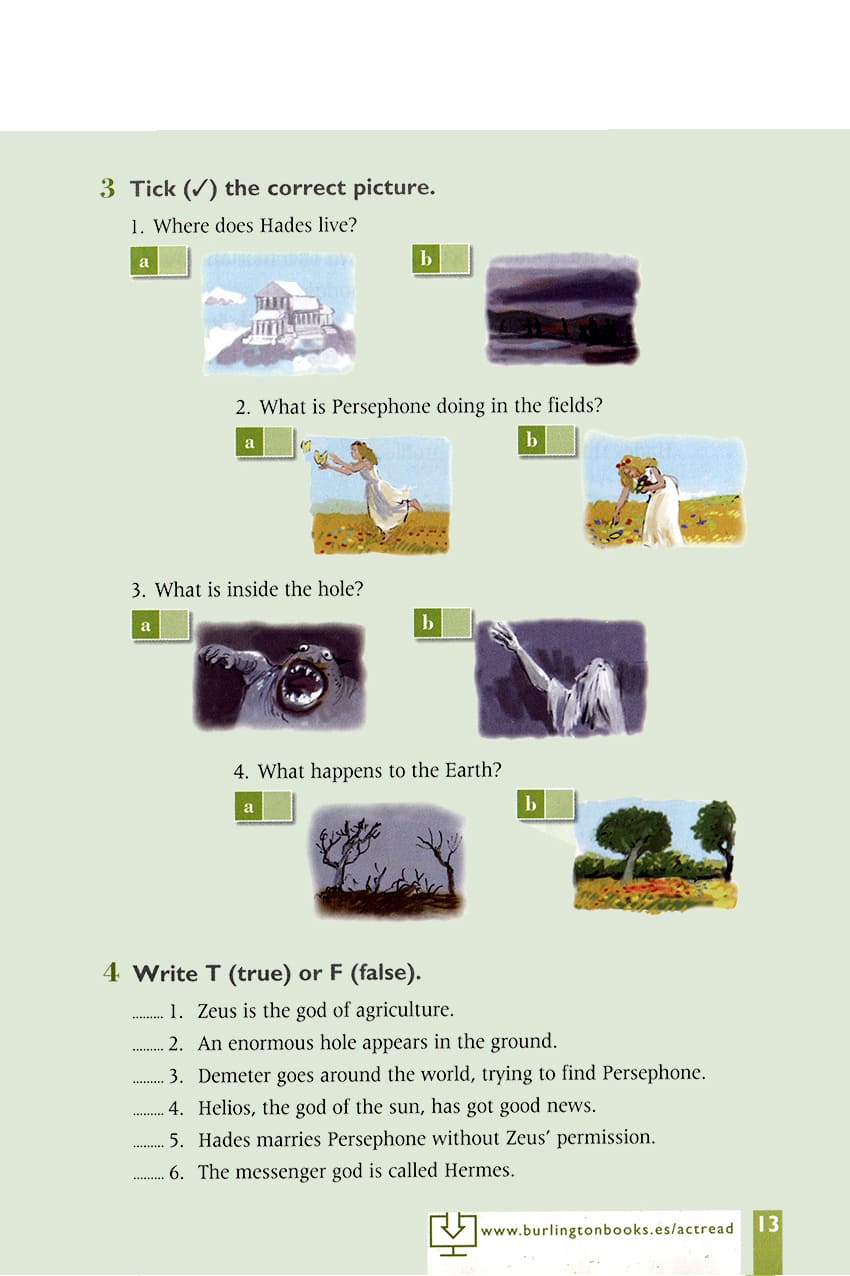 3 Tick (✓) the correct picture.
1. Where does Hades live?
a
b
2. What is Persephone doing in the fields?
a
b
3. What is inside the hole?
a
b
4. What happens to the Earth?
a
b
4 Write T (true) or F (false).
......... 1. Zeus is the god of agriculture.
......... 2. An enormous hole appears in the ground.
......... 3. Demeter goes around the world, trying to find Persephone.
......... 4. Helios, the god of the sun, has got good news.
......... 5. Hades marries Persephone without Zeus’ permission.
......... 6. The messenger god is called Hermes.
www.burlingtonbooks.es/actread
13